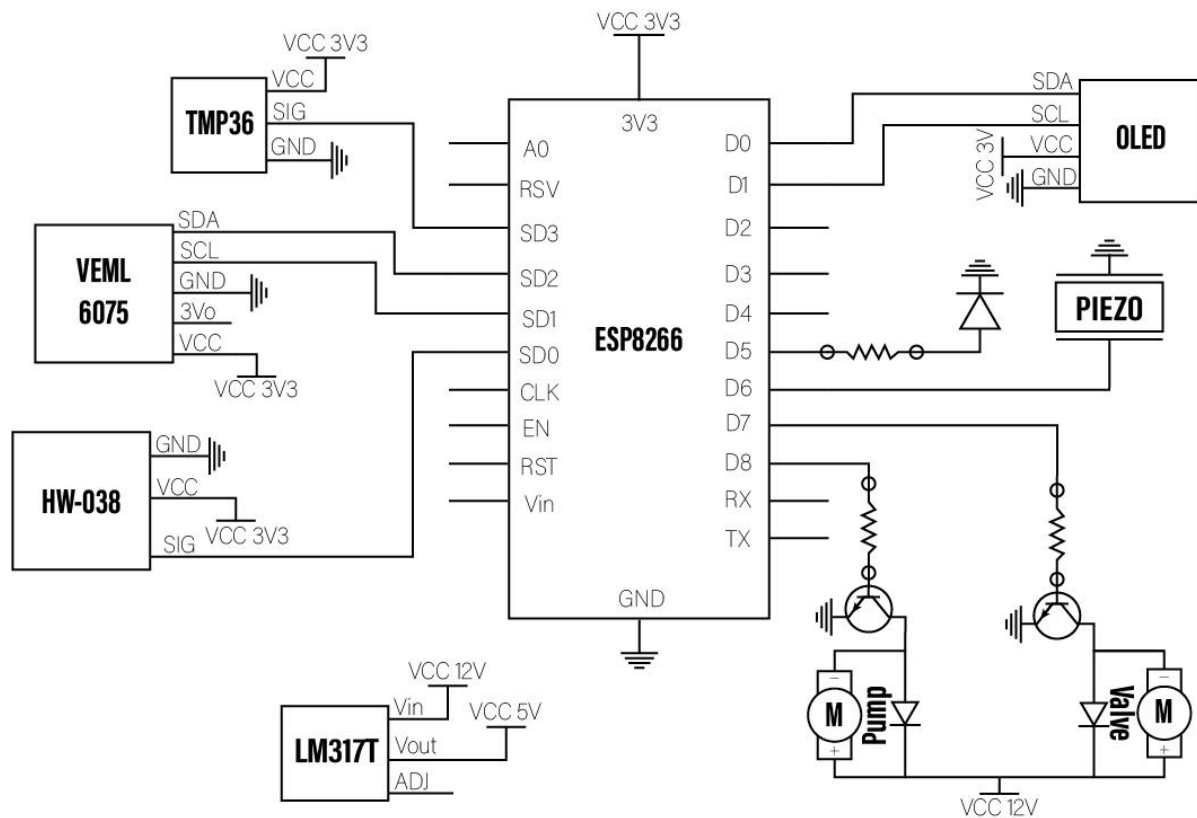 VCC 3V3
VCC 3V3
TMP36
VCC
SIG
GND
3V3
A0
RSV
SD3
SD2
SD1
SD0
CLK
EN
RST
Vin
ESP8266
D0
D1
D2
D3
D4
D5
D6
D7
D8
RX
TX
GND
SDA
SCL
VCC
GND
VCC 3V
OLED
VEML
6075
SDA
SCL
GND
3Vo
VCC
VCC 3V3
PIEZO
HW-038
GND
VCC
VCC 3V3
SIG
LM317T
Vin
VCC 12V
Vout
VCC 5V
ADJ
−
M
+
Pump
Valve
−
M
+
VCC 12V